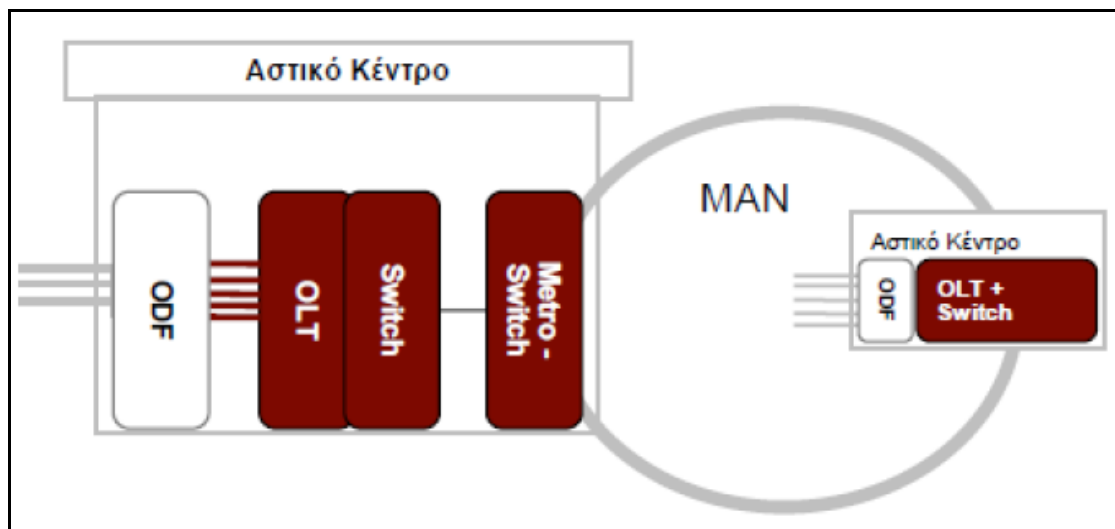 Αστικό Κέντρο
ODF
OLT
Switch
Metro -
Switch
MAN
Αστικό Κέντρο
ODF
OLT +
Switch